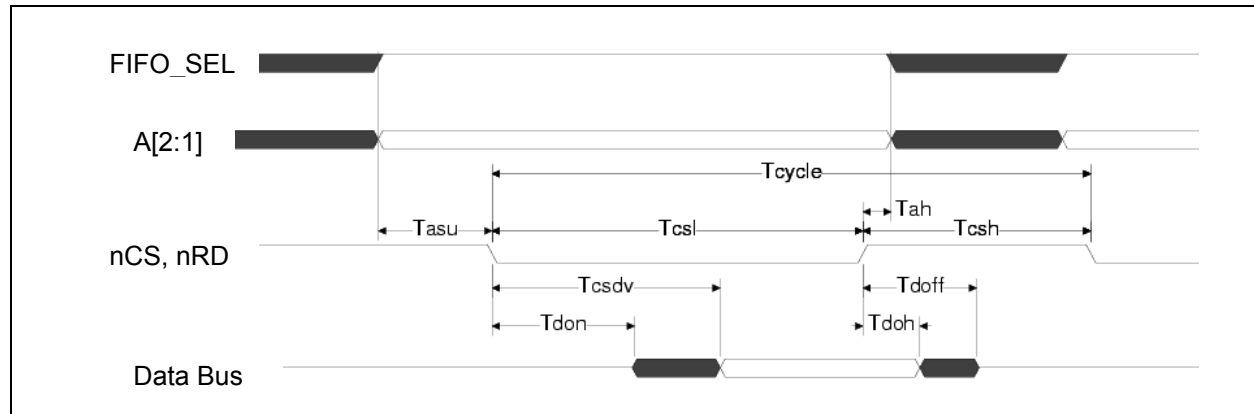 FIFO_SEL
A[2:1]
Tcycle
Tah
Tasu
Tcsl
Tcsh
nCS, nRD
Tcsdv
Tdoff
Tdon
Tdoh
Data Bus